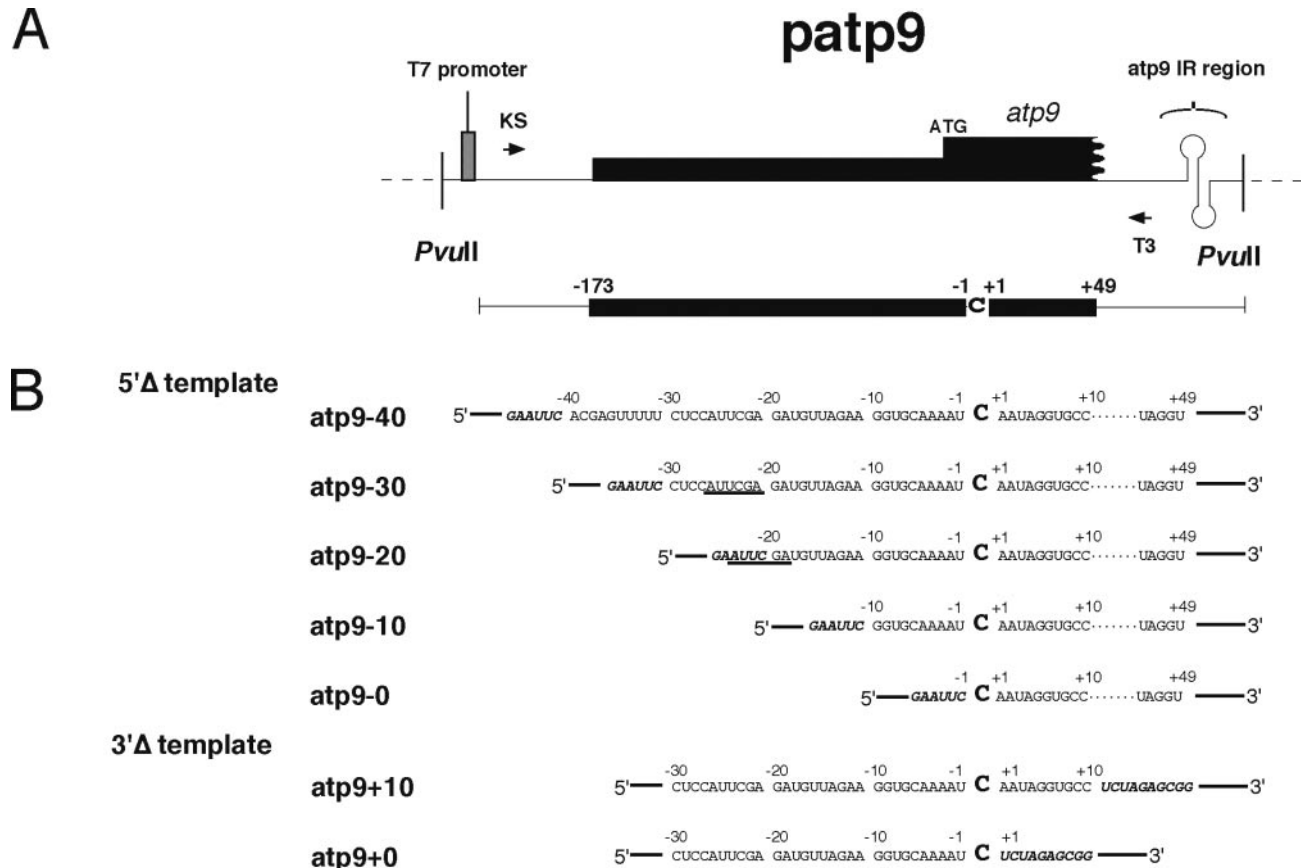 A
patp9
T7 promoter
atp9 IR region
KS
ATG
atp9
T3
PvuII
PvuII
-173 -1 C +1 +49
B
5'Δ template
-40 -30 -20 -10 -1 +1 +10 +49
atp9-40 5' GAAUUC ACGAGUUUUU CUCCAUUCGA GAUGUUAGAA GGUGCAAAAU C AAUAGGUGCC·······UAGGU 3'
-30 -20 -10 -1 +1 +10 +49
atp9-30 5' GAAUUC CUCCAUUCGA GAUGUUAGAA GGUGCAAAAU C AAUAGGUGCC·······UAGGU 3'
-20 -10 -1 +1 +10 +49
atp9-20 5' GAAUUC GAUGUUAGAA GGUGCAAAAU C AAUAGGUGCC·······UAGGU 3'
-10 -1 +1 +10 +49
atp9-10 5' GAAUUC GGUGCAAAAU C AAUAGGUGCC·······UAGGU 3'
-1 +1 +10 +49
atp9-0 5' GAAUUC C AAUAGGUGCC·······UAGGU 3'
3'Δ template
-30 -20 -10 -1 +1 +10
atp9+10 5' CUCCAUUCGA GAUGUUAGAA GGUGCAAAAU C AAUAGGUGCC UCUAGAGCGG 3'
-30 -20 -10 -1 +1
atp9+0 5' CUCCAUUCGA GAUGUUAGAA GGUGCAAAAU C UCUAGAGCGG 3'